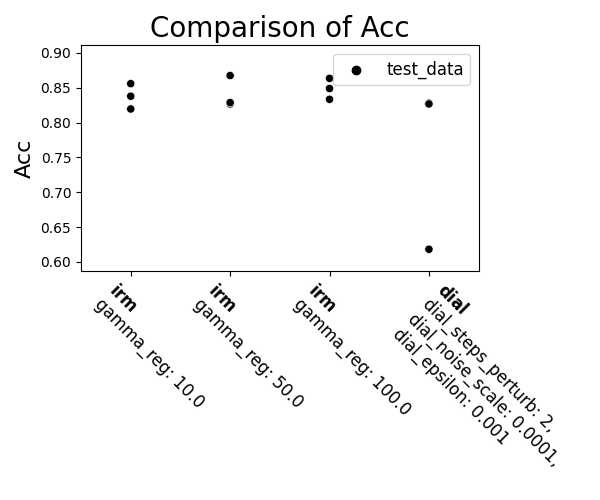 Comparison of Acc
test_data
Acc
0.90
0.85
0.80
0.75
0.70
0.65
0.60
irm
gamma_reg: 10.0
irm
gamma_reg: 50.0
irm
gamma_reg: 100.0
dial
dial_steps_perturb: 2,
dial_noise_scale: 0.0001,
dial_epsilon: 0.001